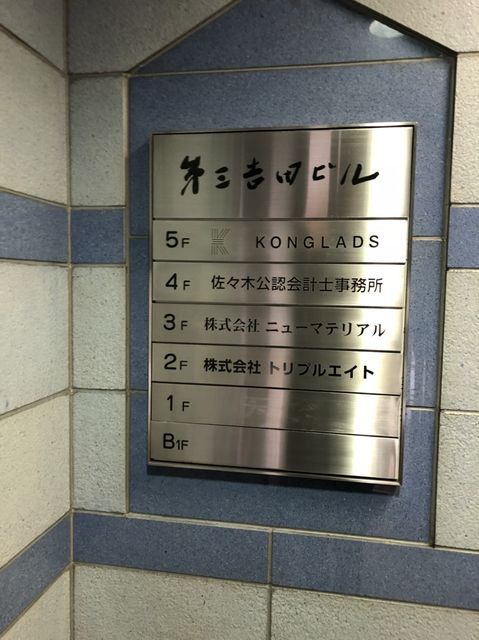 第三吉田ビル
5F K KONGLADS
4F 佐々木公認会計士事務所
3F 株式会社 ニューマテリアル
2F 株式会社 トリプルエイト
1F
B1F